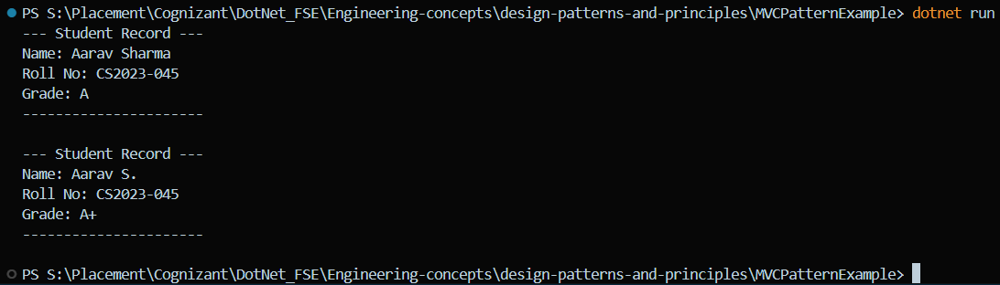 PS S:\Placement\Cognizant\DotNet_FSE\Engineering-concepts\design-patterns-and-principles\MVCPatternExample> dotnet run
--- Student Record ---
Name: Aarav Sharma
Roll No: CS2023-045
Grade: A
----------------------
--- Student Record ---
Name: Aarav S.
Roll No: CS2023-045
Grade: A+
----------------------
PS S:\Placement\Cognizant\DotNet_FSE\Engineering-concepts\design-patterns-and-principles\MVCPatternExample>